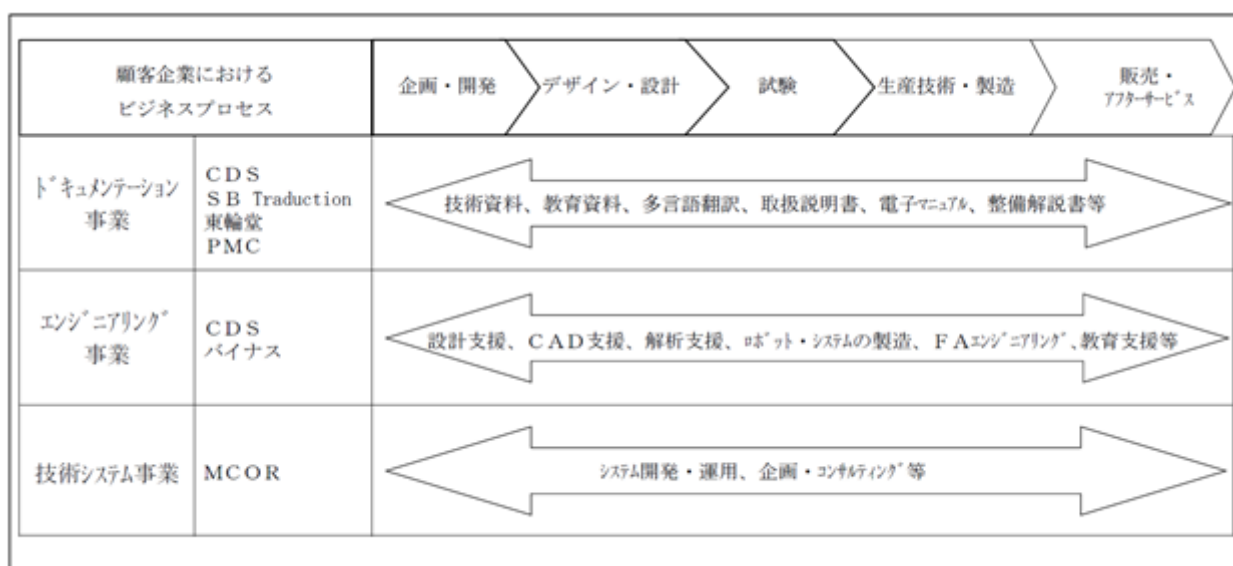 顧客企業における
ビジネスプロセス
企画・開発
デザイン・設計
試験
生産技術・製造
販売・
ｱﾌﾀｰｻｰﾋﾞｽ
ﾄﾞｷｭﾒﾝﾃｰｼｮﾝ
事業
ＣＤＳ
ＳＢ Traduction
東輪堂
ＰＭＣ
技術資料、教育資料、多言語翻訳、取扱説明書、電子ﾏﾆｭｱﾙ、整備解説書等
ｴﾝｼﾞﾆｱﾘﾝｸﾞ
事業
ＣＤＳ
バイナス
設計支援、ＣＡＤ支援、解析支援、ﾛﾎﾞｯﾄ・ｼｽﾃﾑの製造、ＦＡｴﾝｼﾞﾆｱﾘﾝｸﾞ、教育支援等
技術ｼｽﾃﾑ事業
ＭＣＯＲ
ｼｽﾃﾑ開発・運用、企画・ｺﾝｻﾙﾃｨﾝｸﾞ等